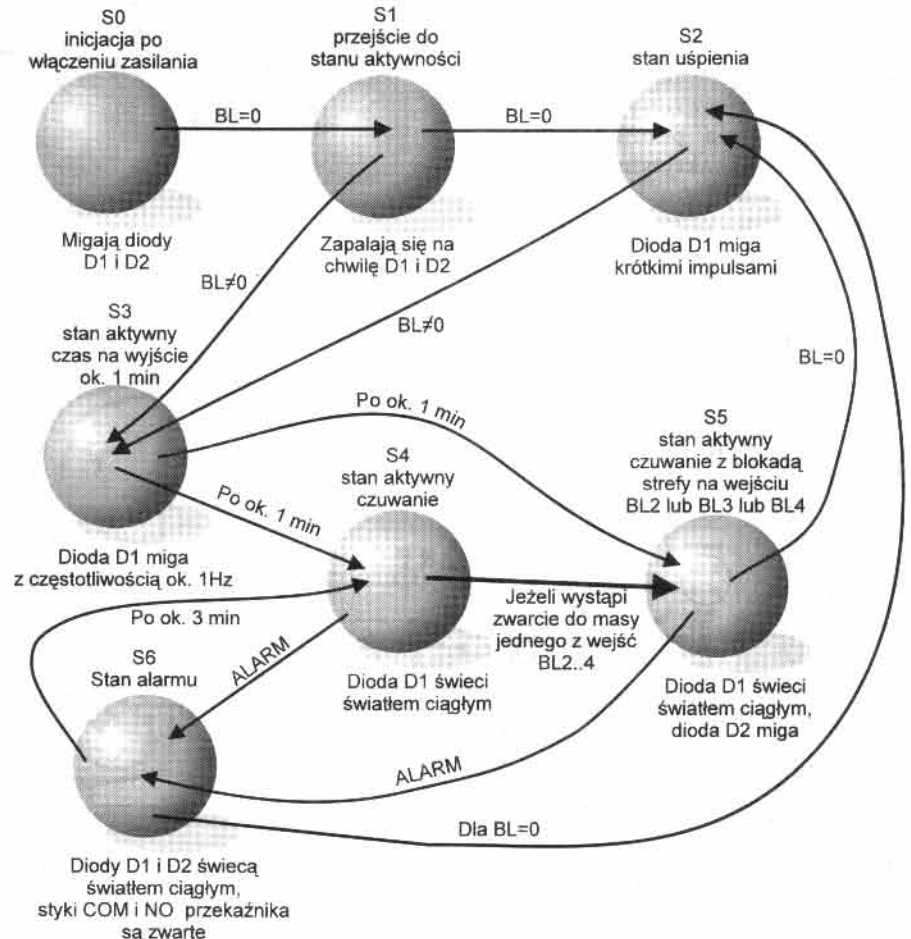 S0
inicjacja po
włączeniu zasilania
S1
przejście do
stanu aktywności
S2
stan uśpienia
BL=0
BL=0
Migają diody
D1 i D2
Zapalają się na
chwilę D1 i D2
Dioda D1 miga
krótkimi impulsami
BL≠0
BL≠0
BL=0
S3
stan aktywny
czas na wyjście
ok. 1 min
Po ok. 1 min
S4
stan aktywny
czuwanie
S5
stan aktywny
czuwanie z blokadą
strefy na wejściu
BL2 lub BL3 lub BL4
Po ok. 1 min
Dioda D1 miga
z częstotliwością ok. 1Hz
Po ok. 3 min
Jeżeli wystąpi
zwarcie do masy
jednego z wejść
BL2..4
S6
Stan alarmu
ALARM
Dioda D1 świeci
światłem ciągłym
Dioda D1 świeci
światłem ciągłym,
dioda D2 miga
ALARM
Dla BL=0
Diody D1 i D2 świecą
światłem ciągłym,
styki COM i NO przekaźnika
sa zwarte